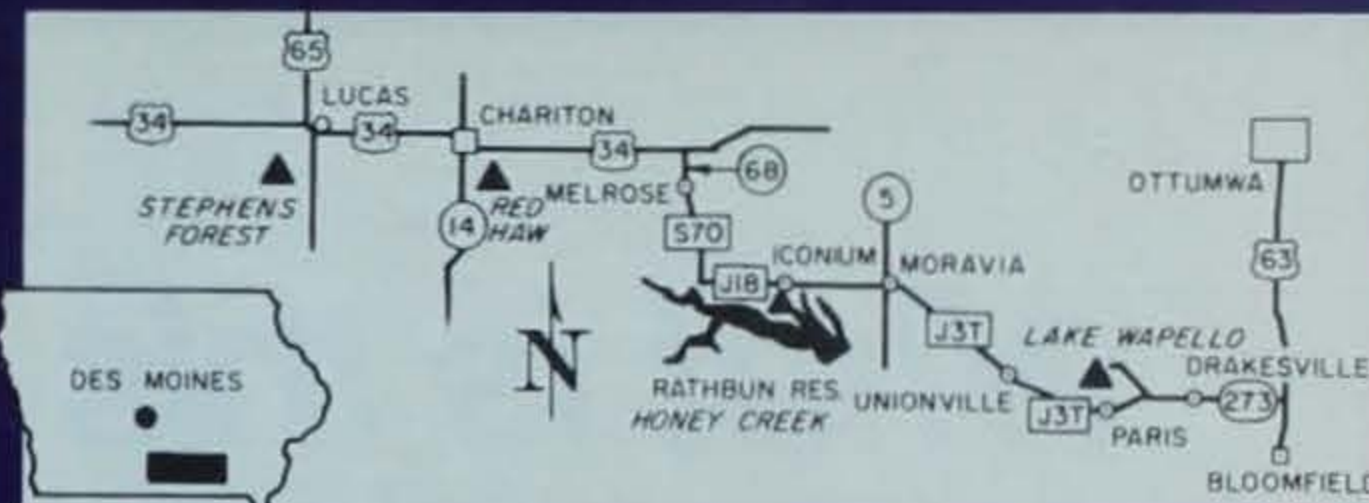 65
LUCAS
34
34
CHARITON
34
68
MELROSE
STEPHENS
FOREST
14
RED
HAW
S70
5
OTTUMWA
63
ICONIUM
MORAVIA
J18
J3T
LAKE WAPELLO
N
DES MOINES
RATHBUN RES.
HONEY CREEK
UNIONVILLE
J3T
PARIS
DRAKESVILLE
273
BLOOMFIELD